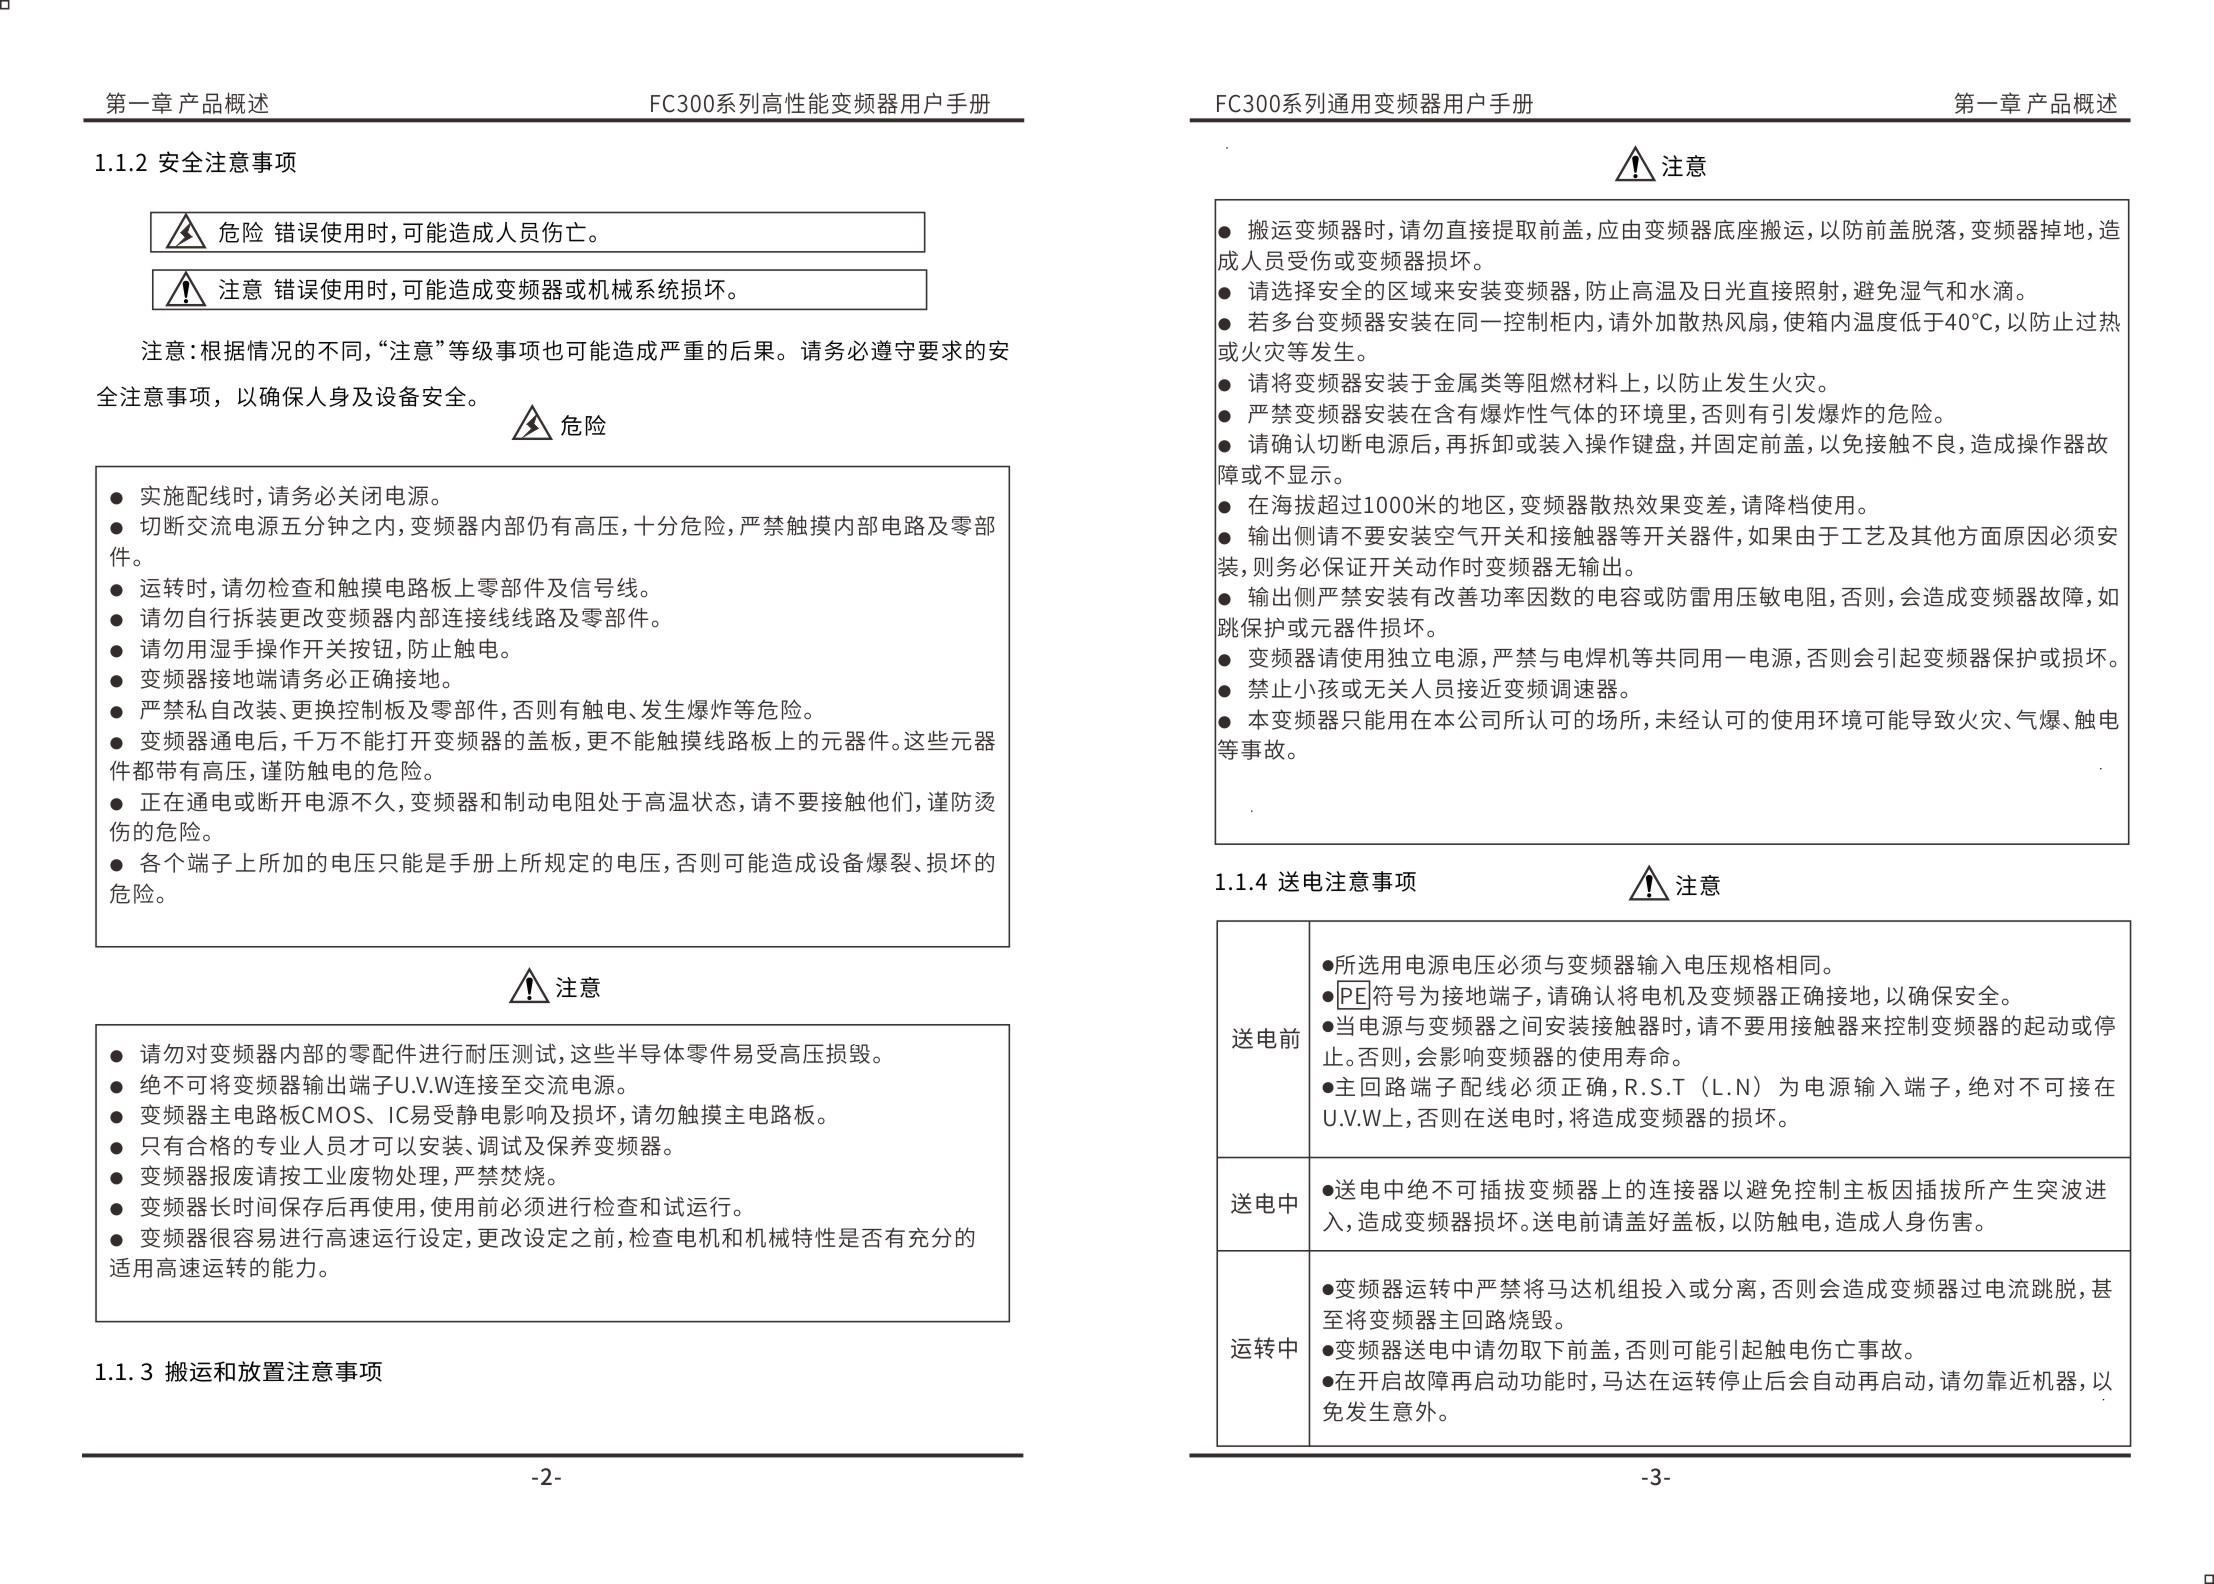 第一章 产品概述 FC300系列高性能变频器用户手册
1.1.2 安全注意事项
危险 错误使用时,可能造成人员伤亡。
注意 错误使用时,可能造成变频器或机械系统损坏。
注意:根据情况的不同,“注意”等级事项也可能造成严重的后果。请务必遵守要求的安
全注意事项，以确保人身及设备安全。
危险
● 实施配线时,请务必关闭电源。
● 切断交流电源五分钟之内,变频器内部仍有高压,十分危险,严禁触摸内部电路及零部
件。
● 运转时,请勿检查和触摸电路板上零部件及信号线。
● 请勿自行拆装更改变频器内部连接线线路及零部件。
● 请勿用湿手操作开关按钮,防止触电。
● 变频器接地端请务必正确接地。
● 严禁私自改装、更换控制板及零部件,否则有触电、发生爆炸等危险。
● 变频器通电后,千万不能打开变频器的盖板,更不能触摸线路板上的元器件。这些元器
件都带有高压,谨防触电的危险。
● 正在通电或断开电源不久,变频器和制动电阻处于高温状态,请不要接触他们,谨防烫
伤的危险。
● 各个端子上所加的电压只能是手册上所规定的电压,否则可能造成设备爆裂、损坏的
危险。
注意
● 请勿对变频器内部的零配件进行耐压测试,这些半导体零件易受高压损毁。
● 绝不可将变频器输出端子U.V.W连接至交流电源。
● 变频器主电路板CMOS、IC易受静电影响及损坏,请勿触摸主电路板。
● 只有合格的专业人员才可以安装、调试及保养变频器。
● 变频器报废请按工业废物处理,严禁焚烧。
● 变频器长时间保存后再使用,使用前必须进行检查和试运行。
● 变频器很容易进行高速运行设定,更改设定之前,检查电机和机械特性是否有充分的
适用高速运转的能力。
1.1. 3 搬运和放置注意事项
-2-
FC300系列通用变频器用户手册 第一章 产品概述
注意
● 搬运变频器时,请勿直接提取前盖,应由变频器底座搬运,以防前盖脱落,变频器掉地,造
成人员受伤或变频器损坏。
● 请选择安全的区域来安装变频器,防止高温及日光直接照射,避免湿气和水滴。
● 若多台变频器安装在同一控制柜内,请外加散热风扇,使箱内温度低于40℃,以防止过热
或火灾等发生。
● 请将变频器安装于金属类等阻燃材料上,以防止发生火灾。
● 严禁变频器安装在含有爆炸性气体的环境里,否则有引发爆炸的危险。
● 请确认切断电源后,再拆卸或装入操作键盘,并固定前盖,以免接触不良,造成操作器故
障或不显示。
● 在海拔超过1000米的地区,变频器散热效果变差,请降档使用。
● 输出侧请不要安装空气开关和接触器等开关器件,如果由于工艺及其他方面原因必须安
装,则务必保证开关动作时变频器无输出。
● 输出侧严禁安装有改善功率因数的电容或防雷用压敏电阻,否则,会造成变频器故障,如
跳保护或元器件损坏。
● 变频器请使用独立电源,严禁与电焊机等共同用一电源,否则会引起变频器保护或损坏。
● 禁止小孩或无关人员接近变频调速器。
● 本变频器只能用在本公司所认可的场所,未经认可的使用环境可能导致火灾、气爆、触电
等事故。
1.1.4 送电注意事项
注意
送电前
●所选用电源电压必须与变频器输入电压规格相同。
●PE符号为接地端子,请确认将电机及变频器正确接地,以确保安全。
●当电源与变频器之间安装接触器时,请不要用接触器来控制变频器的起动或停
止。否则,会影响变频器的使用寿命。
●主回路端子配线必须正确,R.S.T（L.N）为电源输入端子,绝对不可接在
U.V.W上,否则在送电时,将造成变频器的损坏。
送电中
●送电中绝不可插拔变频器上的连接器以避免控制主板因插拔所产生突波进
入,造成变频器损坏。送电前请盖好盖板,以防触电,造成人身伤害。
运转中
●变频器运转中严禁将马达机组投入或分离,否则会造成变频器过电流跳脱,甚
至将变频器主回路烧毁。
●变频器送电中请勿取下前盖,否则可能引起触电伤亡事故。
●在开启故障再启动功能时,马达在运转停止后会自动再启动,请勿靠近机器,以
免发生意外。
-3-